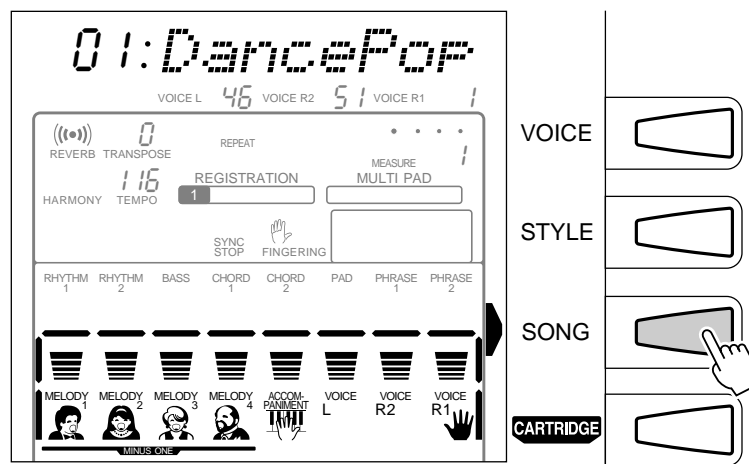 01:DancePop
VOICE L 46 VOICE R2 51 VOICE R1 1
0
REVERB TRANSPOSE REPEAT
MEASURE 1
116 REGISTRATION MULTI PAD
HARMONY TEMPO 1
SYNC
STOP FINGERING
RHYTHM RHYTHM BASS CHORD CHORD PAD PHRASE PHRASE
1 2 1 2 1 2
MELODY 1 MELODY 2 MELODY 3 MELODY 4 ACCOM- VOICE VOICE VOICE
PANIMENT L R2 R1
MINUS ONE
VOICE
STYLE
SONG
CARTRIDGE